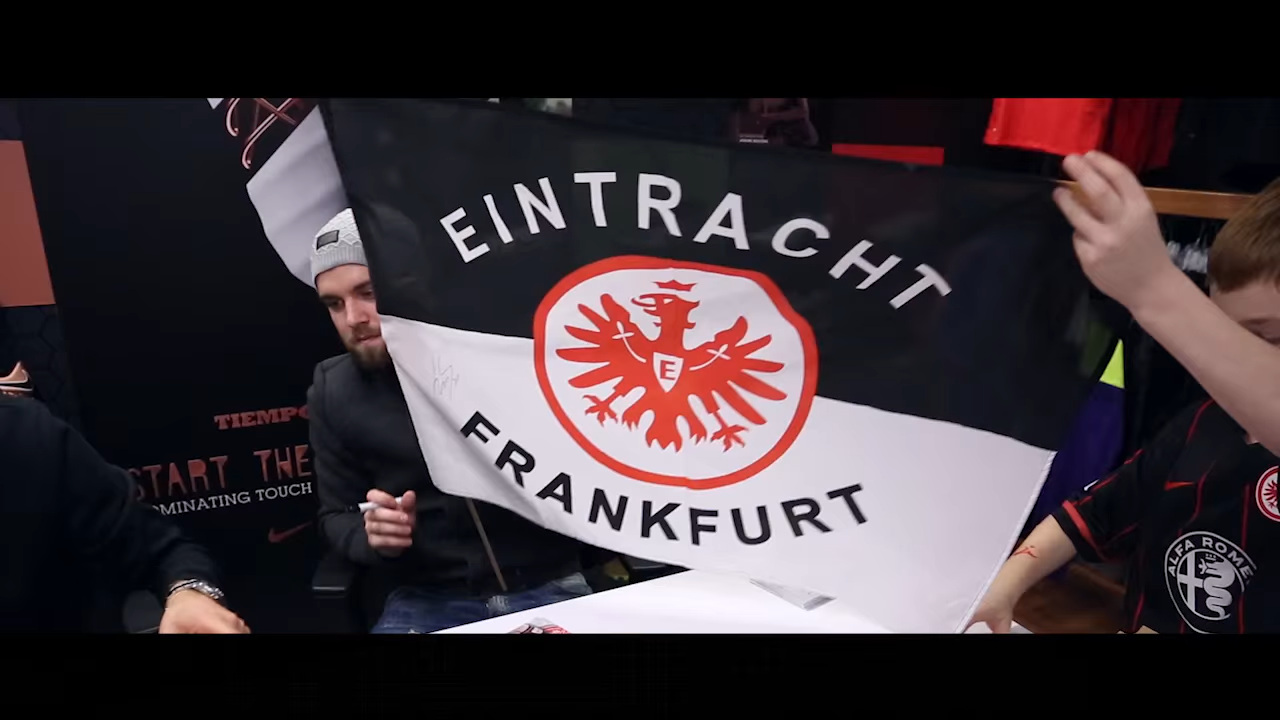 EINTRACHT
E
FRANKFURT
TIEMPO
START THE
OMINATING TOUCH
ALFA ROMEO